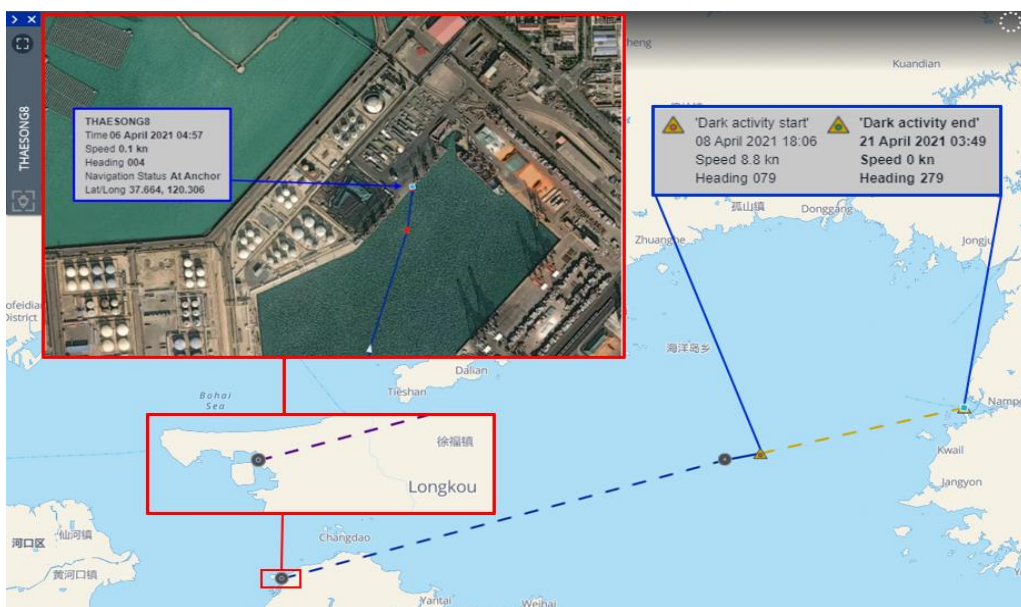 THAESONG8
THAESONG8
Time 06 April 2021 04:57
Speed 0.1 kn
Heading 004
Navigation Status At Anchor
Lat/Long 37.664, 120.306
'Dark activity start'
08 April 2021 18:06
Speed 8.8 kn
Heading 079
'Dark activity end'
21 April 2021 03:49
Speed 0 kn
Heading 279
heng
Kuandian
孤山镇
Donggang
Zhuanghe
Jongju
ofeidian
District
海洋岛乡
Dalian
Tieshan
Bohai
Sea
Nampo
徐福镇
Longkou
Kwail
Jangyon
Changdao
河口区
仙河镇
黄河口镇
Yantai
Weihai